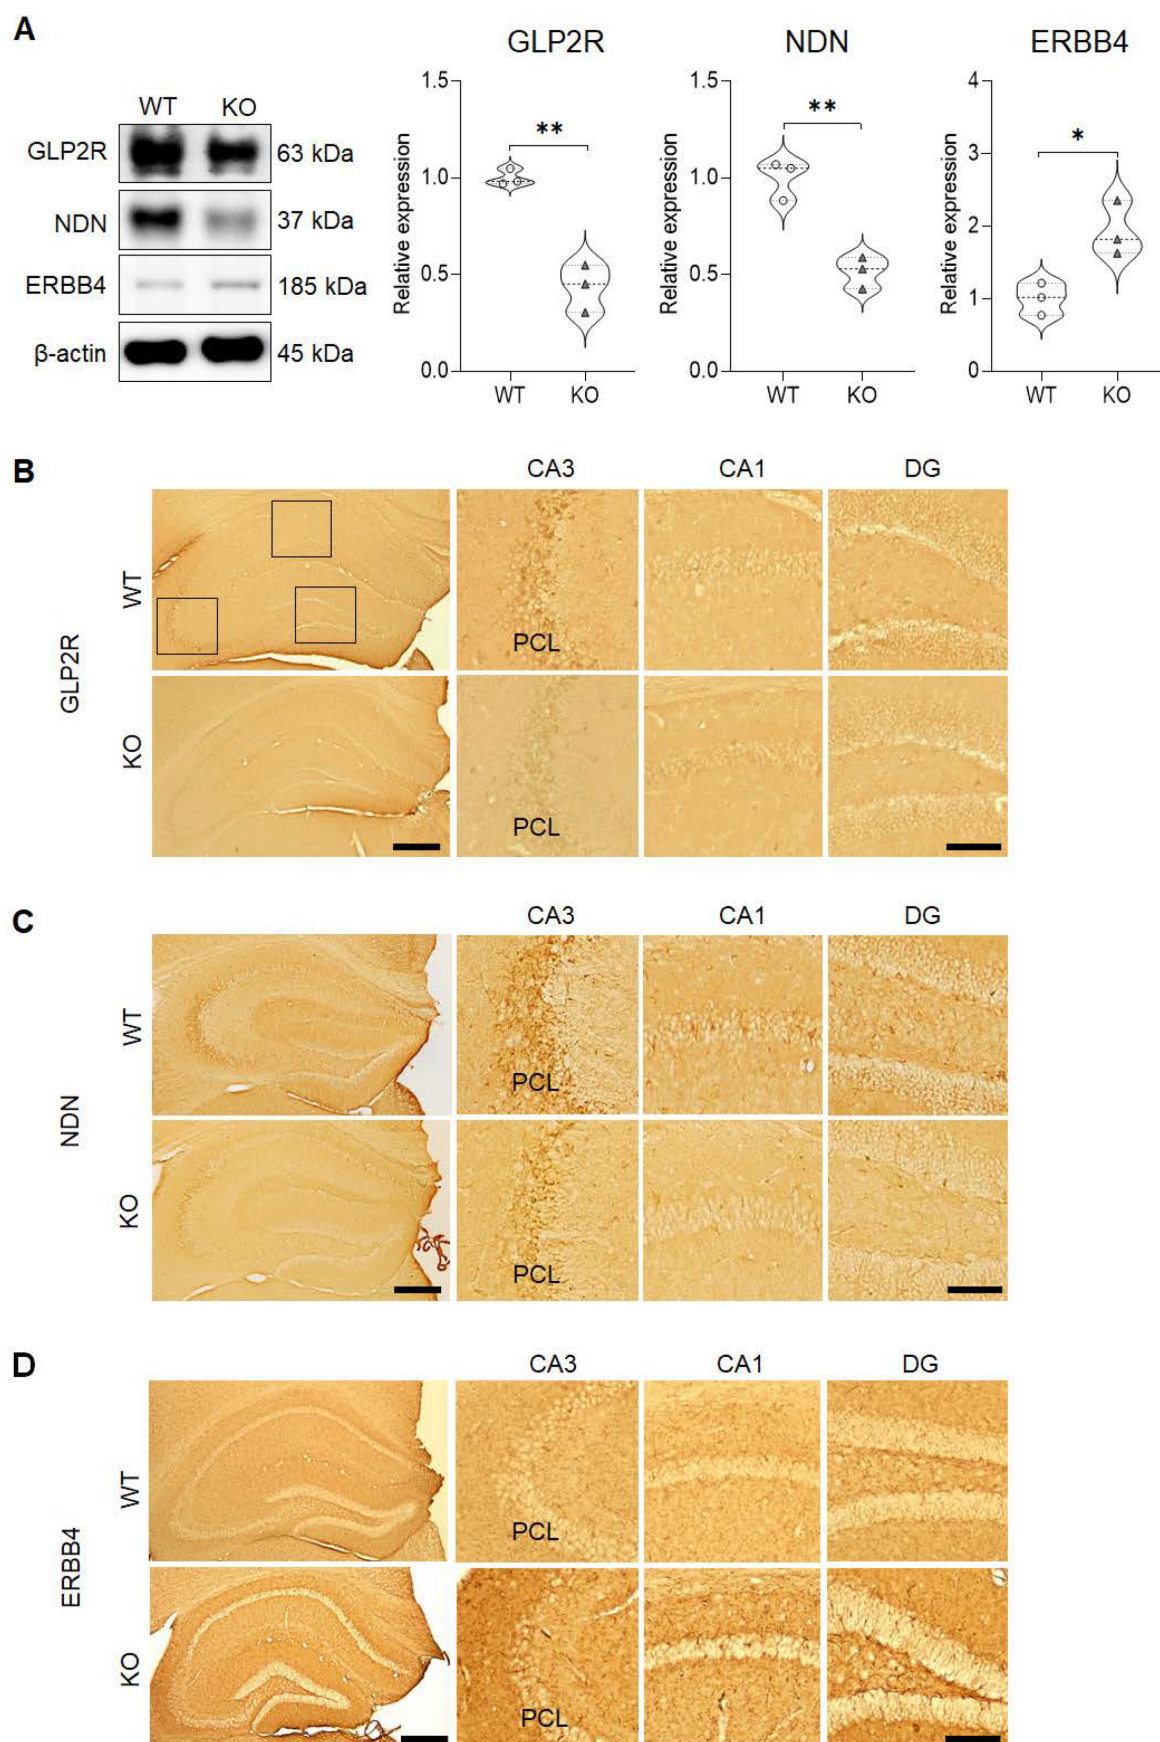 A
WT KO
GLP2R 63 kDa
NDN 37 kDa
ERBB4 185 kDa
β-actin 45 kDa
GLP2R
Relative expression
1.5
1.0
0.5
0.0
**
WT KO
NDN
Relative expression
1.5
1.0
0.5
0.0
**
WT KO
ERBB4
Relative expression
4
3
2
1
0
*
WT KO
B
CA3 CA1 DG
GLP2R
WT
PCL
KO
PCL
C
CA3 CA1 DG
NDN
WT
PCL
KO
PCL
D
CA3 CA1 DG
ERBB4
WT
PCL
KO
PCL